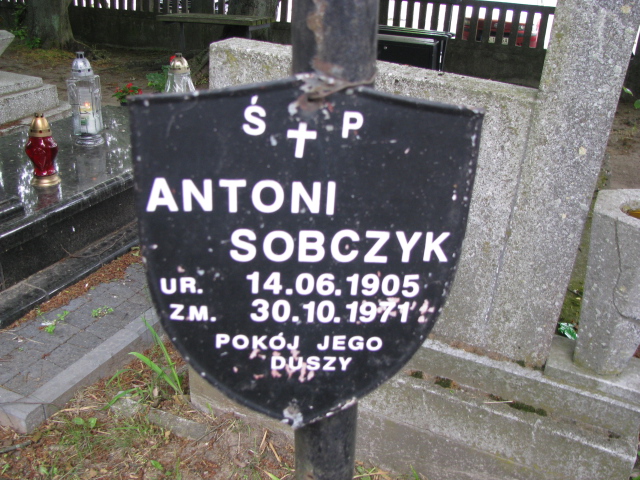 Ś P
ANTONI
SOBCZYK
UR. 14.06.1905
ZM. 30.10.1971
POKÓJ JEGO
DUSZY